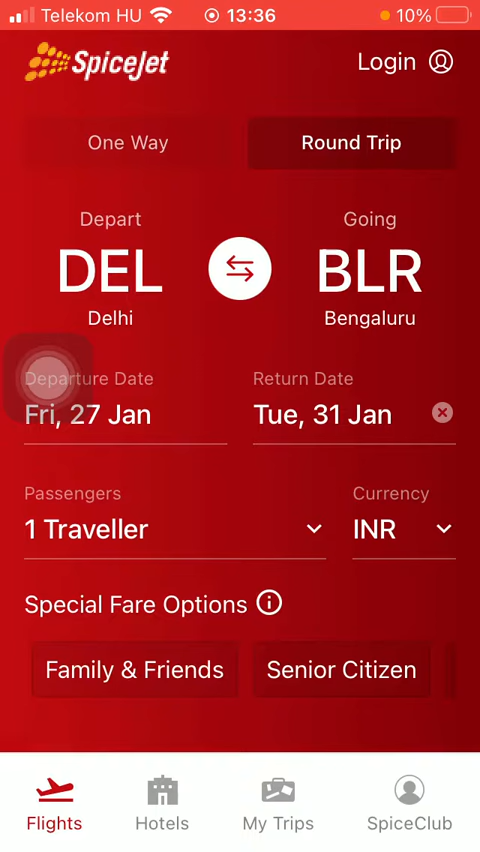 Telekom HU 13:36 10%
SpiceJet Login
One Way Round Trip
Depart Going
DEL BLR
Delhi Bengaluru
Departure Date Return Date
Fri, 27 Jan Tue, 31 Jan
Passengers Currency
1 Traveller INR
Special Fare Options
Family & Friends Senior Citizen
Flights Hotels My Trips SpiceClub